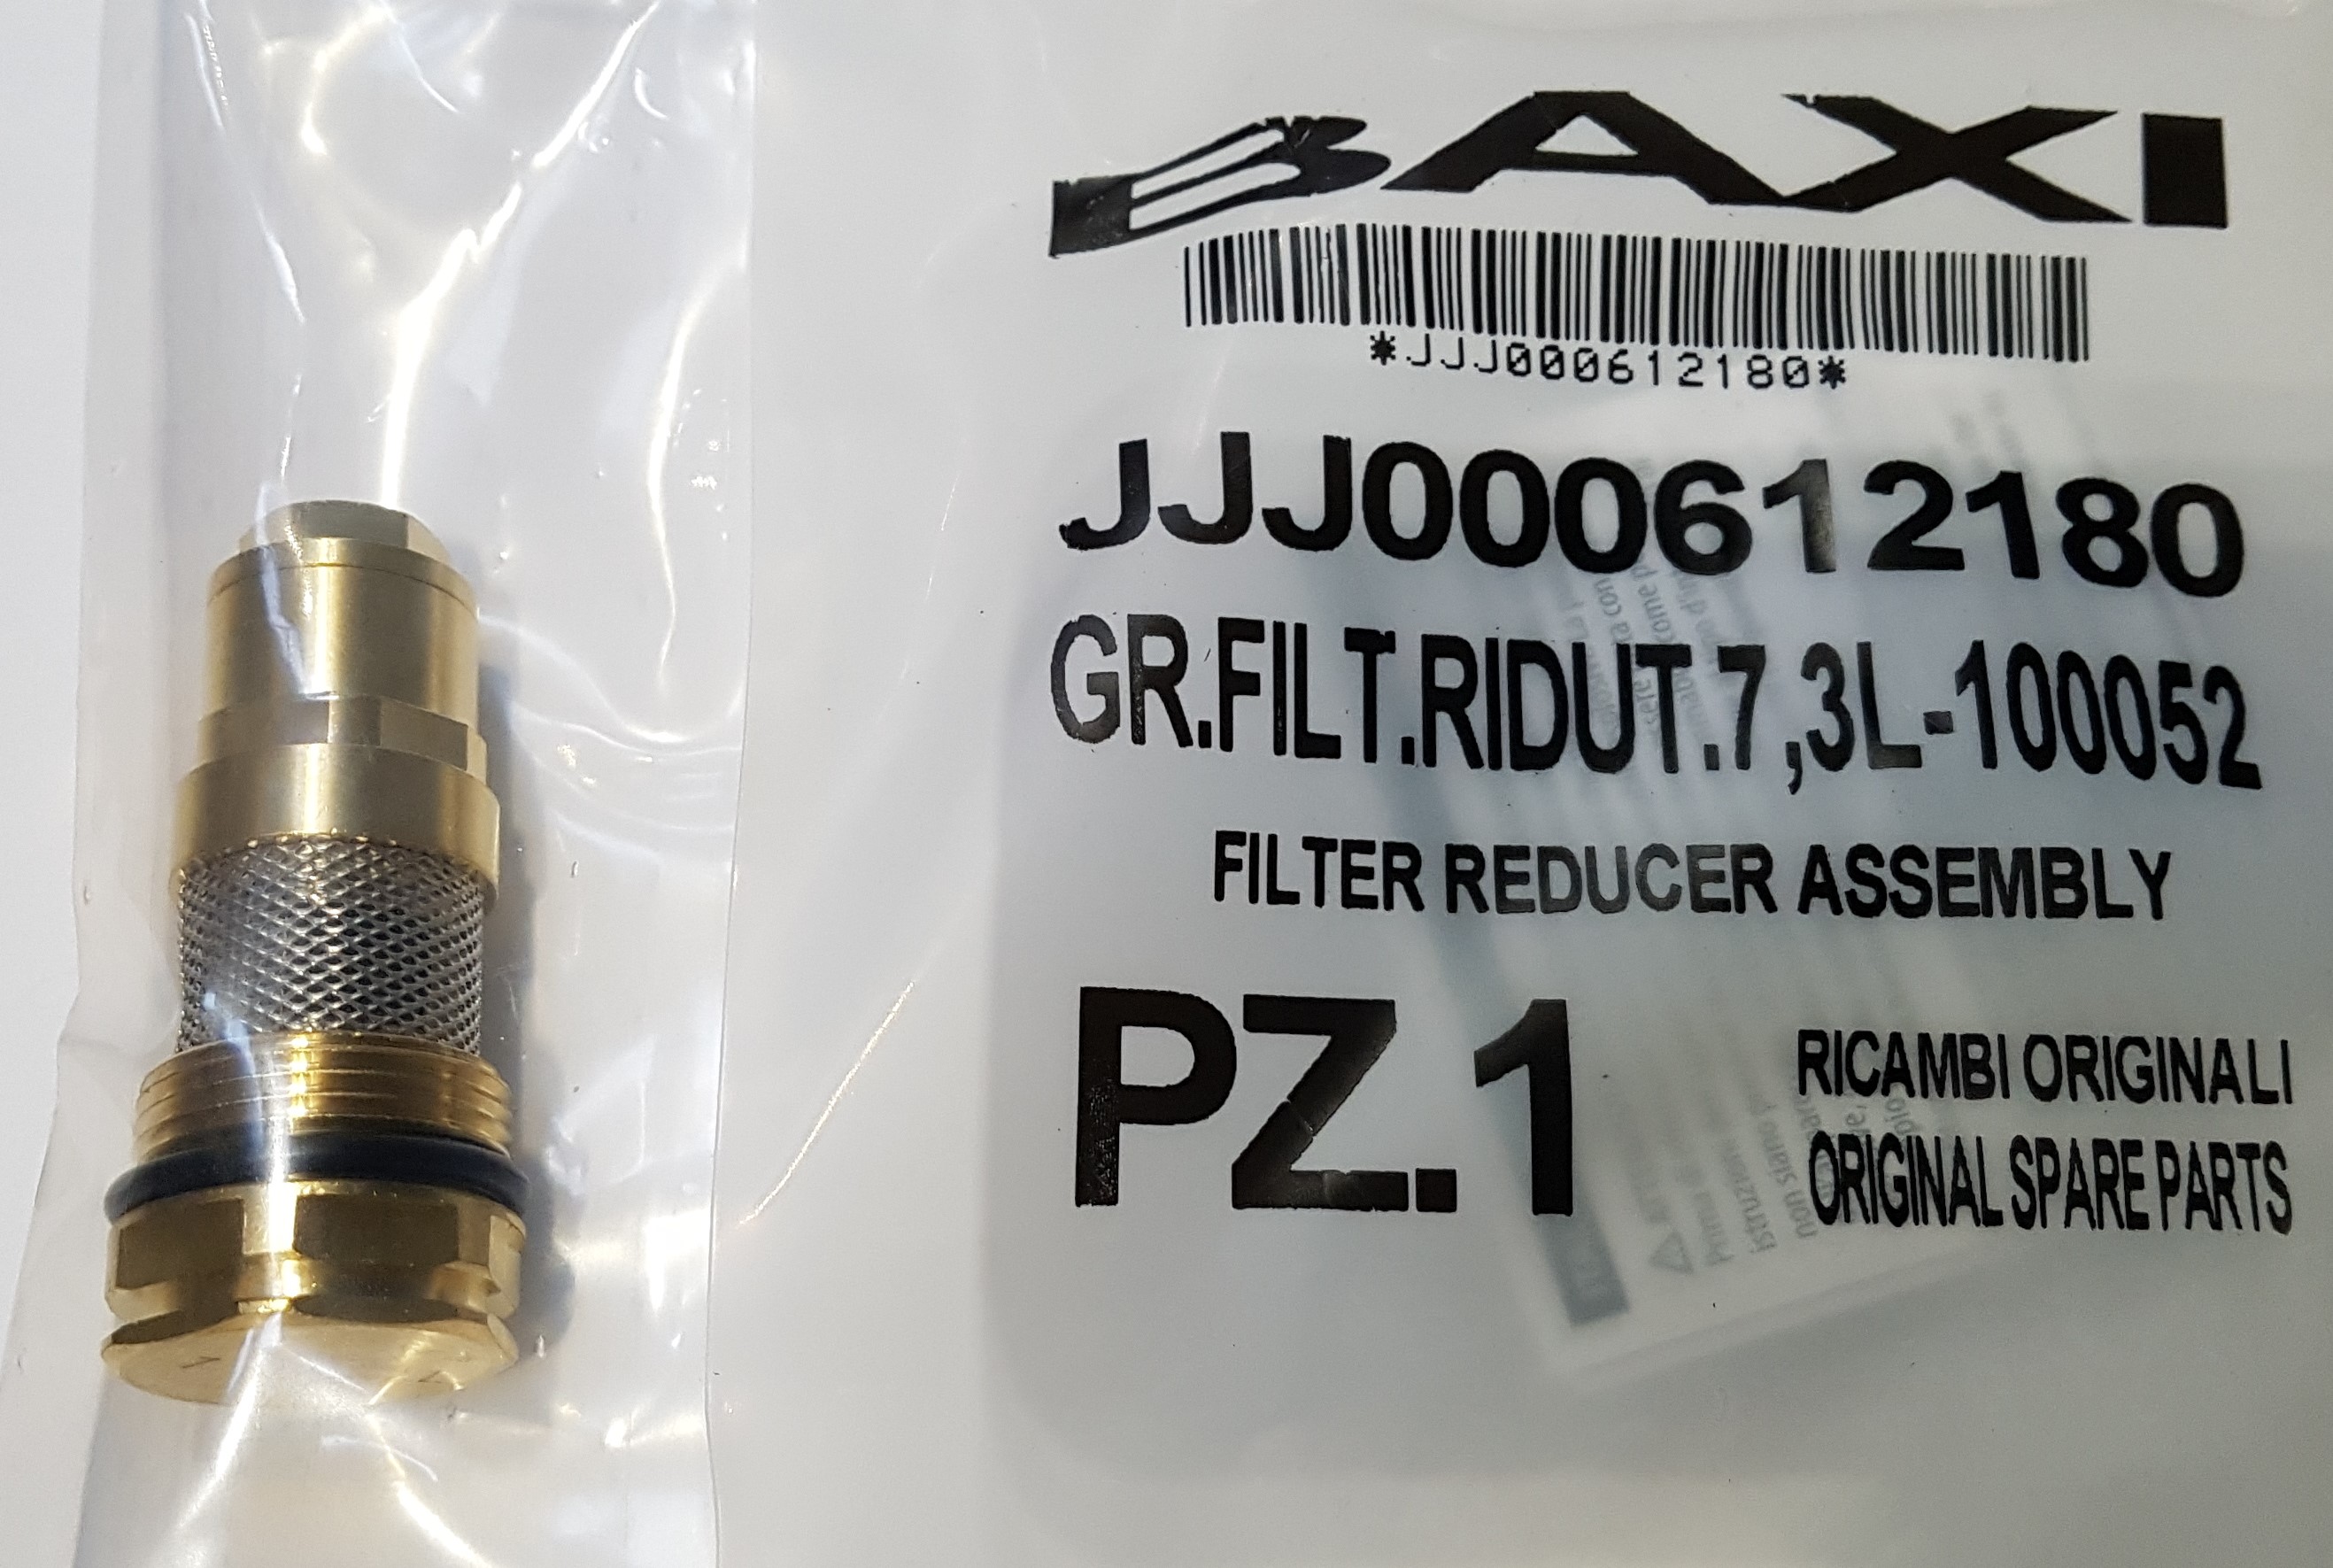 BAXI
*JJJ000612180*
JJJ000612180
GR.FILT.RIDUT.7,3L-100052
FILTER REDUCER ASSEMBLY
PZ.1
RICAMBI ORIGINALI
ORIGINAL SPARE PARTS